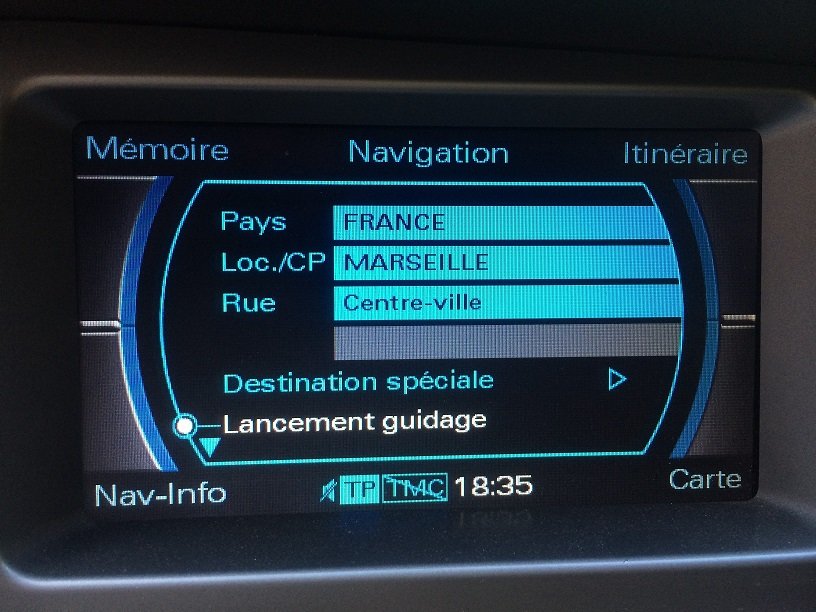 Mémoire Navigation Itinéraire
Pays FRANCE
Loc./CP MARSEILLE
Rue Centre-ville
Destination spéciale
Lancement guidage
Nav-Info TP TMC 18:35 Carte